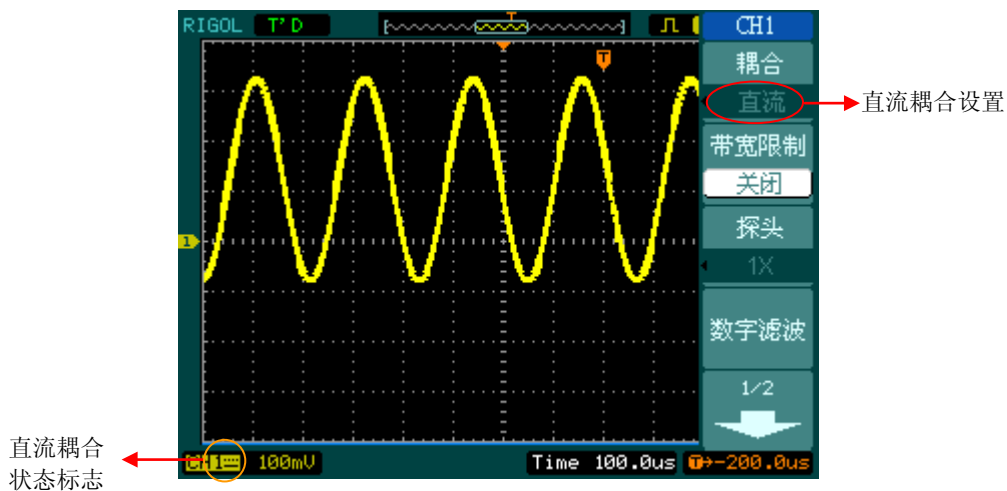 RIGOL T'D T CH1
耦合
直流
直流耦合设置
带宽限制
关闭
T
探头
1X
1
数字滤波
1/2
直流耦合
状态标志
CH1 100mV Time 100.0us T→-200.0us